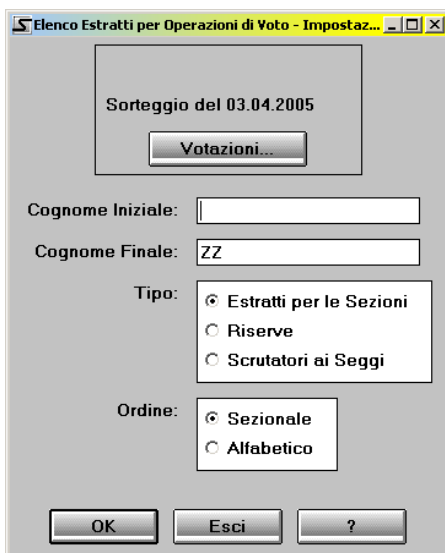 Elenco Estratti per Operazioni di Voto - Impostaz...
Sorteggio del 03.04.2005
Votazioni...
Cognome Iniziale:
Cognome Finale: ZZ
Tipo:
Estratti per le Sezioni
Riserve
Scrutatori ai Seggi
Ordine:
Sezionale
Alfabetico
OK Esci ?